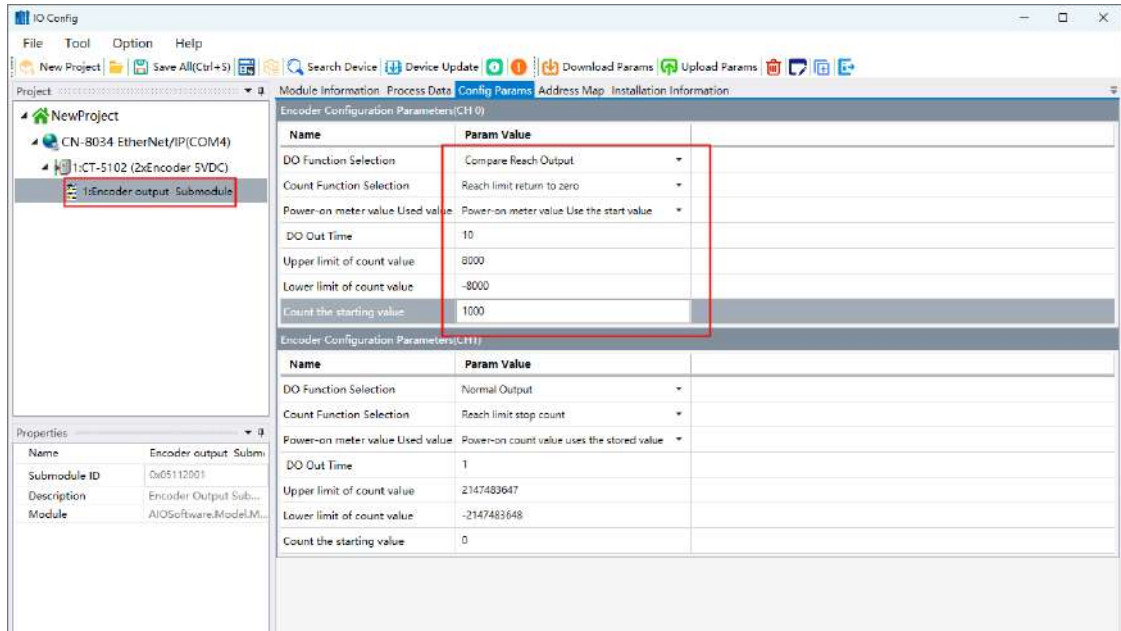 IO Config
File Tool Option Help
New Project Save All(Ctrl+S) Search Device Device Update Download Params Upload Params
Project
Module Information Process Data Config Params Address Map Installation Information
NewProject
CN-8034 EtherNet/IP(COM4)
1:CT-5102 (2xEncoder 5VDC)
1:Encoder output Submodule
Encoder Configuration Parameters(CH 0)
Name Param Value
DO Function Selection Compare Reach Output
Count Function Selection Reach limit return to zero
Power-on meter value Used value Power-on meter value Use the start value
DO Out Time 10
Upper limit of count value 8000
Lower limit of count value -8000
Count the starting value 1000
Encoder Configuration Parameters(CH1)
Name Param Value
DO Function Selection Normal Output
Count Function Selection Reach limit stop count
Power-on meter value Used value Power-on count value uses the stored value
DO Out Time 1
Upper limit of count value 2147483647
Lower limit of count value -2147483648
Count the starting value 0
Properties
Name Encoder output Subm
Submodule ID 0x05112001
Description Encoder Output Sub...
Module AIOSoftware.Model.M...